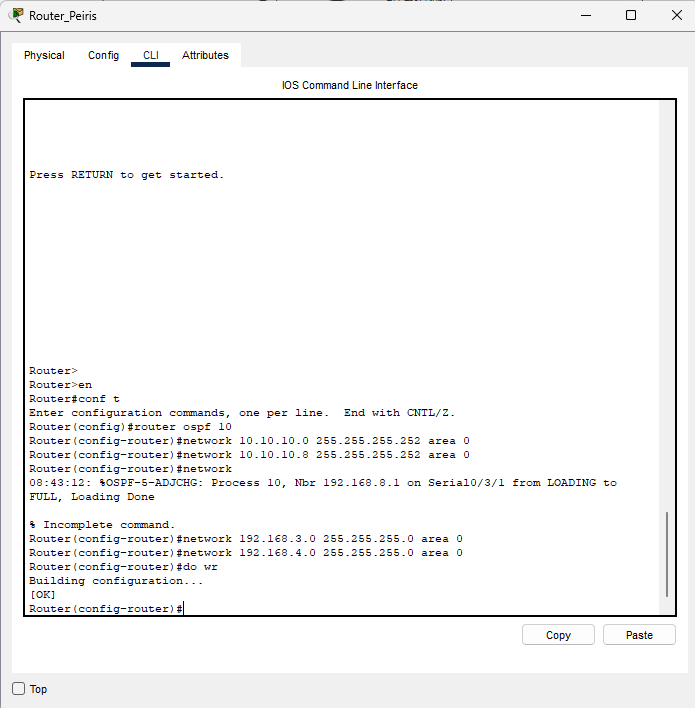 Router_Peiris
Physical Config CLI Attributes
IOS Command Line Interface
Press RETURN to get started.
Router>
Router>en
Router#conf t
Enter configuration commands, one per line.  End with CNTL/Z.
Router(config)#router ospf 10
Router(config-router)#network 10.10.10.0 255.255.255.252 area 0
Router(config-router)#network 10.10.10.8 255.255.255.252 area 0
Router(config-router)#network
08:43:12: %OSPF-5-ADJCHG: Process 10, Nbr 192.168.8.1 on Serial0/3/1 from LOADING to
FULL, Loading Done
% Incomplete command.
Router(config-router)#network 192.168.3.0 255.255.255.0 area 0
Router(config-router)#network 192.168.4.0 255.255.255.0 area 0
Router(config-router)#do wr
Building configuration...
[OK]
Router(config-router)#
Copy Paste
Top